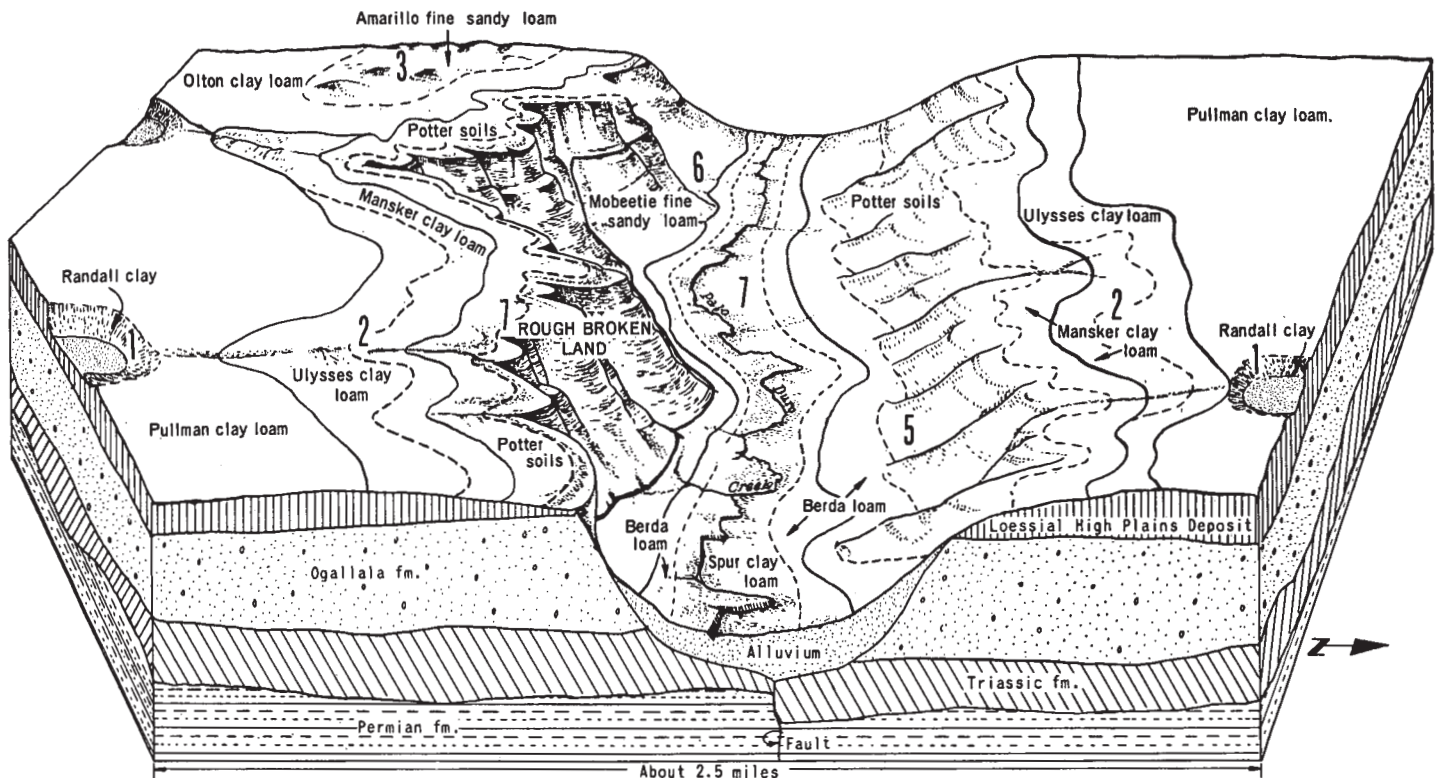 Amarillo fine sandy loam
3
Olton clay loam
Pullman clay loam.
Potter soils
6
Mobeetie fine
sandy loam
Potter soils
Mansker clay loam
Ulysses clay loam
Randall clay
1
2
7
ROUGH BROKEN
LAND
7
Palo
Duro
Creek
2
Mansker clay
loam
Randall clay
Ulysses clay
loam
Pullman clay loam
Potter
soils
5
Berda loam
Berda
loam
Spur clay
loam
Loessial High Plains Deposit
Ogallala fm.
Alluvium
Z
Triassic fm.
Permian fm.
Fault
About 2.5 miles